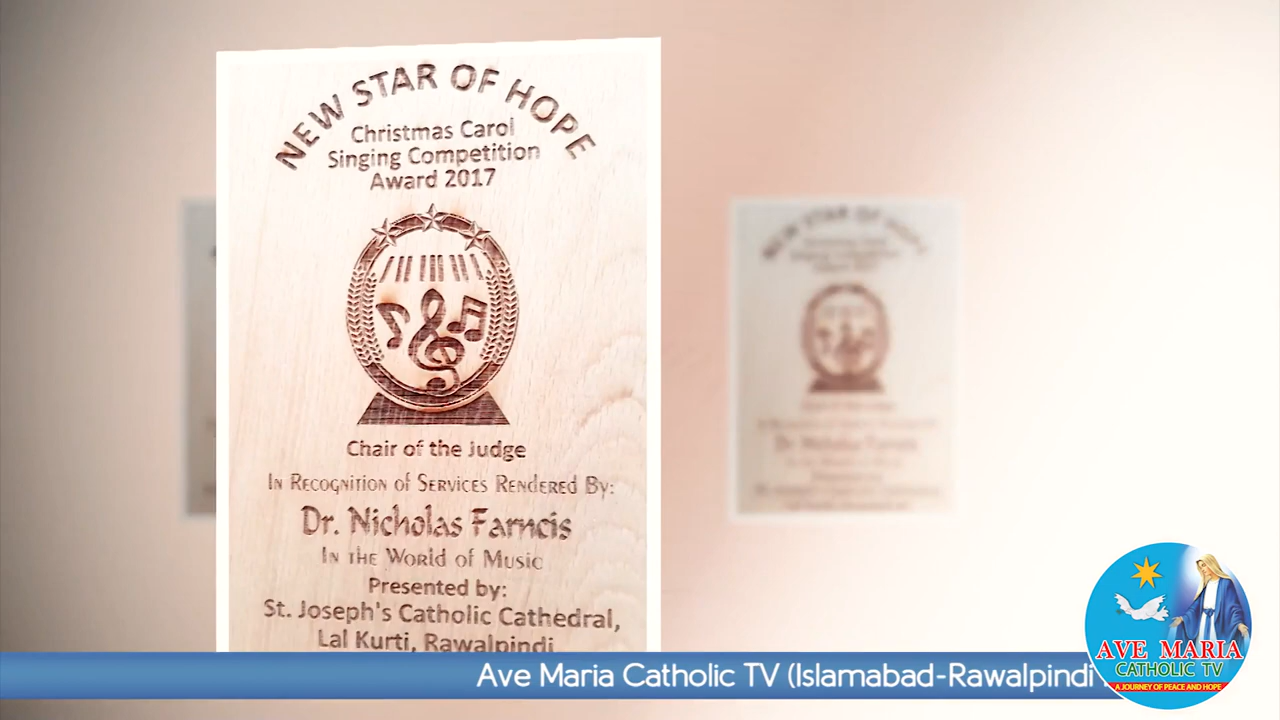 NEW STAR OF HOPE
Christmas Carol
Singing Competition
Award 2017
Chair of the Judge
In Recognition of Services Rendered By:
Dr. Nicholas Farncis
In the World of Music
Presented by:
St. Joseph's Catholic Cathedral,
Lal Kurti, Rawalpindi
Ave Maria Catholic TV (Islamabad-Rawalpindi
AVE MARIA
CATHOLIC TV
A JOURNEY OF PEACE AND HOPE